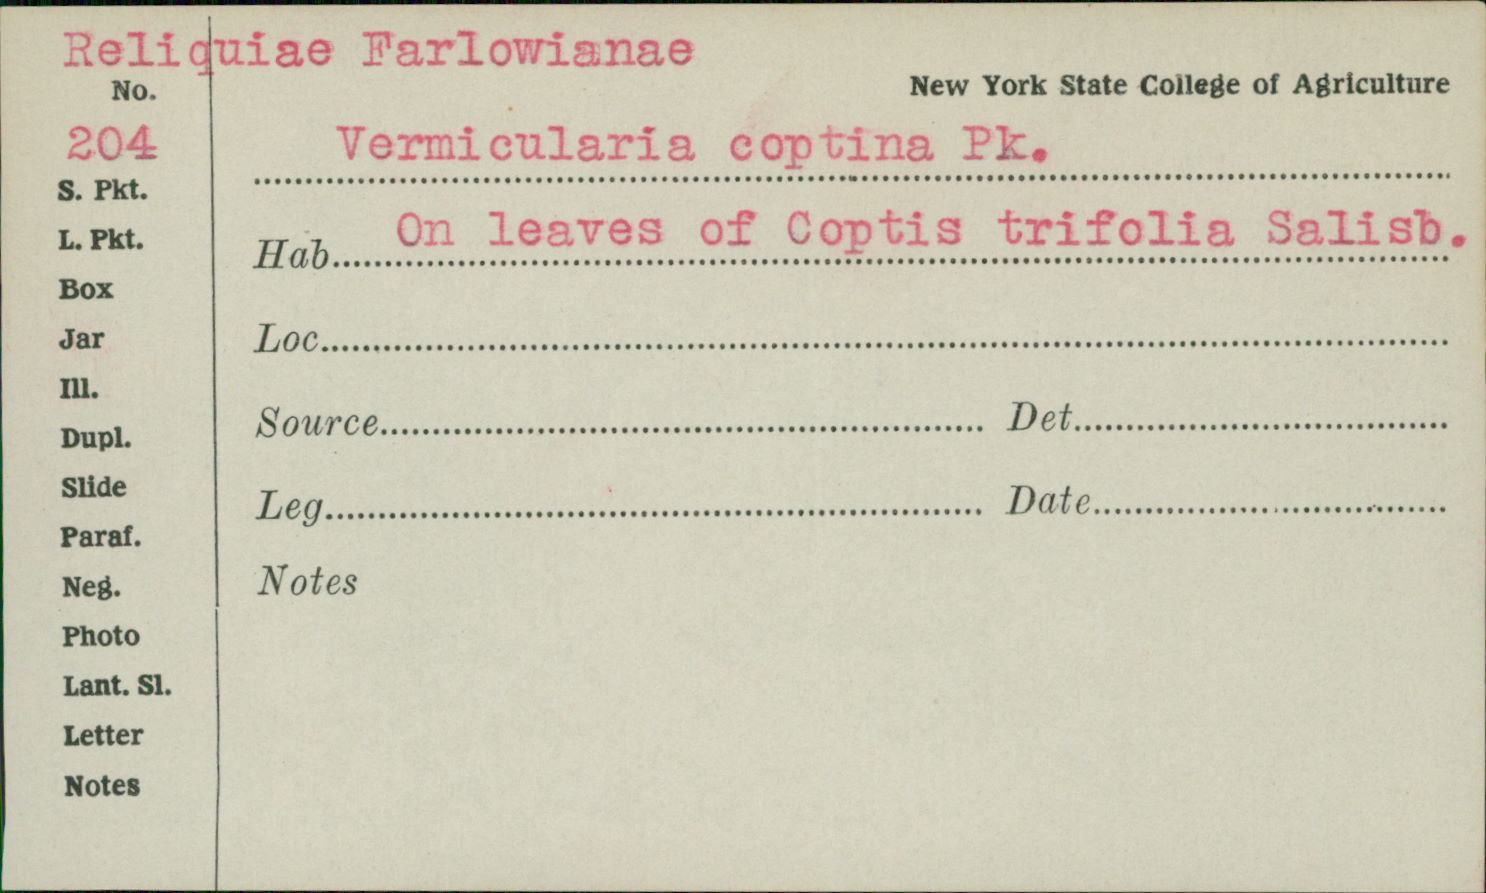 Reliquiae Farlowianae
No.
New York State College of Agriculture
204
Vermicularia coptina Pk.
S. Pkt.
L. Pkt.
Hab. On leaves of Coptis trifolia Salisb.
Box
Jar
Loc.
Ill.
Dupl.
Source Det.
Slide
Leg. Date
Paraf.
Neg.
Notes
Photo
Lant. Sl.
Letter
Notes